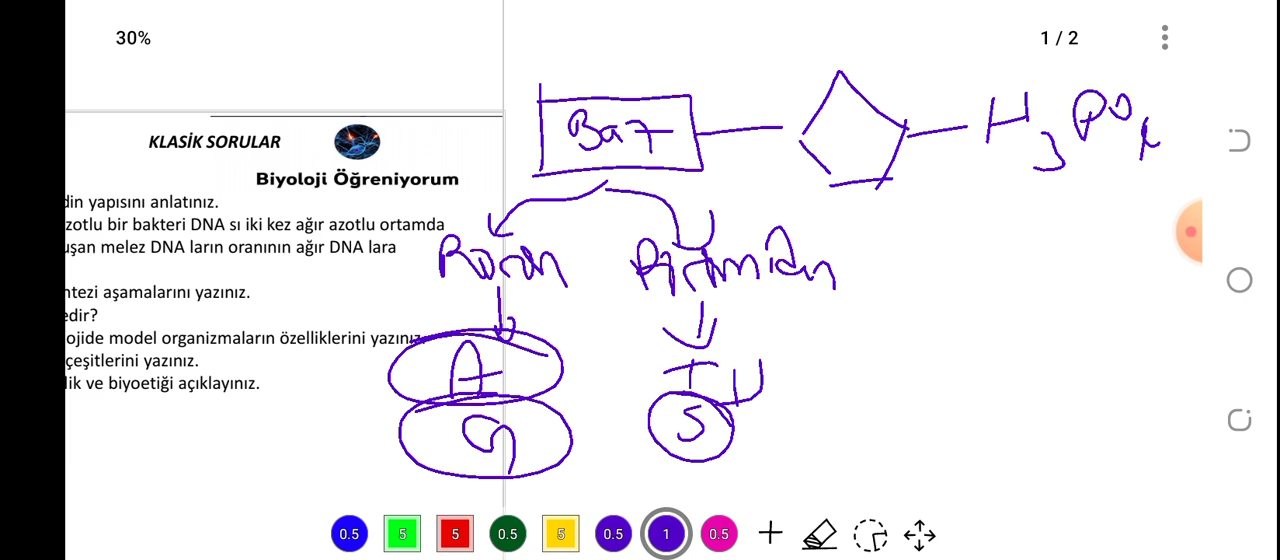 30%
1 / 2
KLASİK SORULAR
Biyoloji Öğreniyorum
din yapısını anlatınız.
zotlu bir bakteri DNA sı iki kez ağır azotlu ortamda
uşan melez DNA ların oranının ağır DNA lara
ntezi aşamalarını yazınız.
edir?
ojide model organizmaların özelliklerini yazınız
çeşitlerini yazınız.
lik ve biyoetiği açıklayınız.
Baz
H3PO4
Pürin
Pirimidin
A
T U
G
S
0.5 5 5 0.5 5 0.5 1 0.5